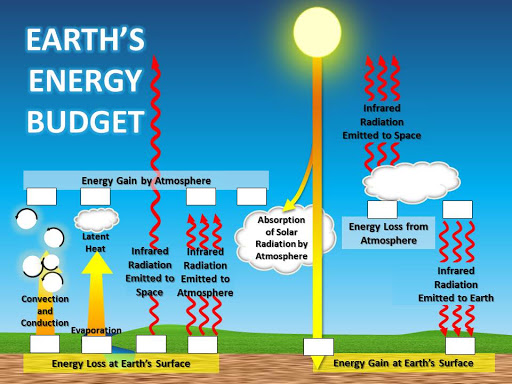 EARTH'S
ENERGY
BUDGET
Infrared
Radiation
Emitted to Space
Energy Gain by Atmosphere
Absorption
of Solar
Radiation by
Atmosphere
Energy Loss from
Atmosphere
Latent
Heat
Infrared
Radiation
Emitted to
Space
Infrared
Radiation
Emitted to
Atmosphere
Infrared
Radiation
Emitted to Earth
Convection
and
Conduction
Evaporation
Energy Loss at Earth's Surface
Energy Gain at Earth's Surface